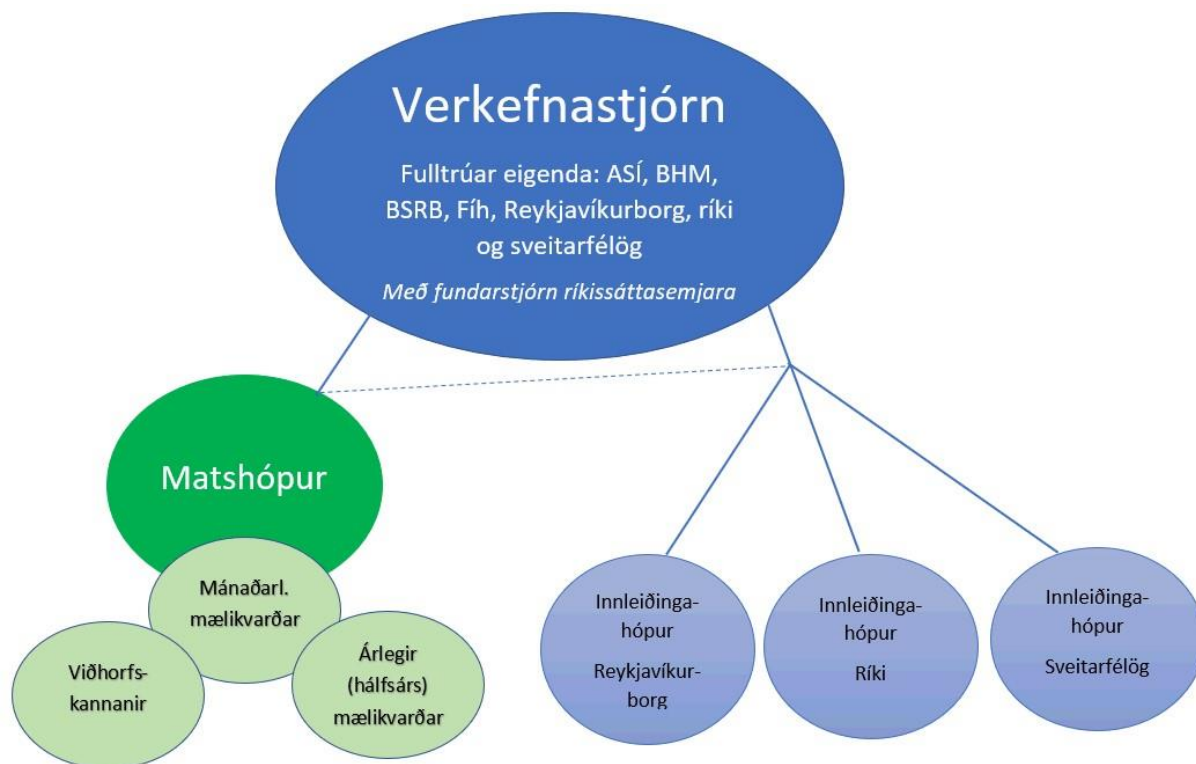 Verkefnastjórn
Fulltrúar eigenda: ASÍ, BHM,
BSRB, Fíh, Reykjavíkurborg, ríki
og sveitarfélög
Með fundarstjórn ríkissáttasemjara
Matshópur
Mánaðarl.
mælikvarðar
Viðhorfs-
kannanir
Árlegir
(hálfsárs)
mælikvarðar
Innleiðinga-
hópur
Reykjavíkur-
borg
Innleiðinga-
hópur
Ríki
Innleiðinga-
hópur
Sveitarfélög